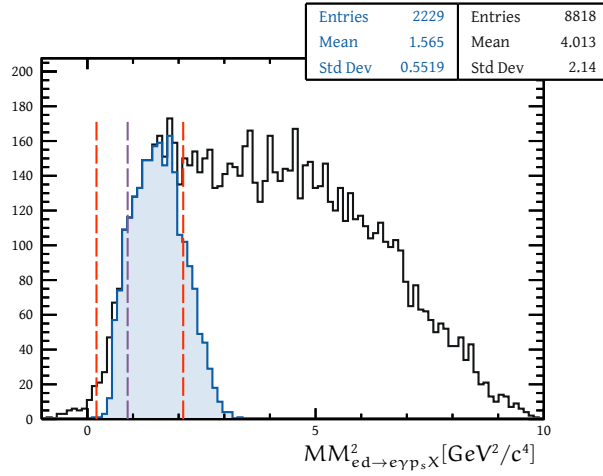 Entries 2229 Entries 8818
Mean 1.565 Mean 4.013
Std Dev 0.5519 Std Dev 2.14
200
180
160
140
120
100
80
60
40
20
0
0 5 10
MM²ed→eγpₛX[GeV²/c⁴]